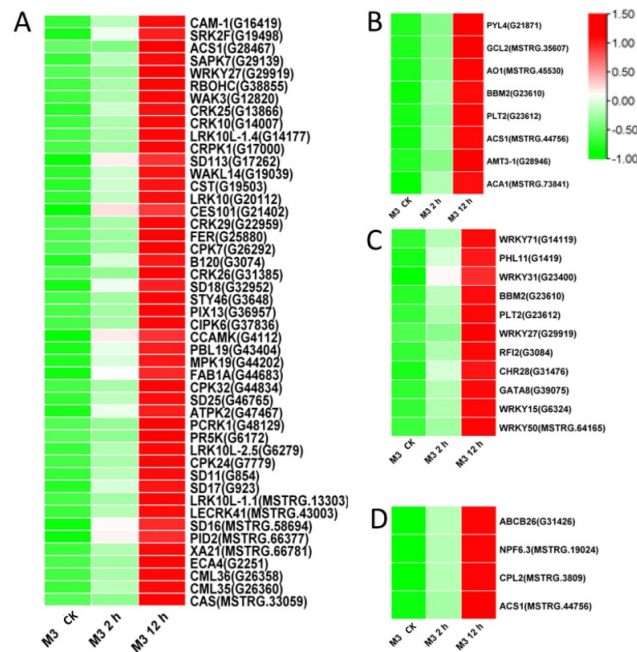 A
CAM-1(G16419)
SRK2F(G19498)
ACS1(G28467)
SAPK7(G29139)
WRKY27(G29919)
RBOHC(G38855)
WAK3(G12820)
CRK25(G13866)
CRK10(G14007)
LRK10L-1.4(G14177)
CRPK1(G17000)
SD113(G17262)
WAKL14(G19039)
CST(G19503)
LRK10(G20112)
CES101(G21402)
CRK29(G22959)
FER(G25880)
CPK7(G26292)
B120(G3074)
CRK26(G31385)
SD18(G32952)
STY46(G3648)
PIX13(G36957)
CIPK6(G37836)
CCAMK(G4112)
PBL19(G43404)
MPK19(G44202)
FAB1A(G44683)
CPK32(G44834)
SD25(G46765)
ATPK2(G47467)
PCRK1(G48129)
PR5K(G6172)
LRK10L-2.5(G6279)
CPK24(G7779)
SD11(G854)
SD17(G923)
LRK10L-1.1(MSTRG.13303)
LECRK41(MSTRG.43003)
SD16(MSTRG.58694)
PID2(MSTRG.66377)
XA21(MSTRG.66781)
ECA4(G2251)
CML36(G26358)
CML35(G26360)
CAS(MSTRG.33059)
M3 CK
M3 2 h
M3 12 h
B
PYL4(G21871)
GCL2(MSTRG.35607)
AO1(MSTRG.45530)
BBM2(G23610)
PLT2(G23612)
ACS1(MSTRG.44756)
AMT3-1(G28946)
ACA1(MSTRG.73841)
M3 CK
M3 2 h
M3 12 h
1.50
1.00
0.50
0.00
-0.50
-1.00
C
WRKY71(G14119)
PHL11(G1419)
WRKY31(G23400)
BBM2(G23610)
PLT2(G23612)
WRKY27(G29919)
RFI2(G3084)
CHR28(G31476)
GATA8(G39075)
WRKY15(G6324)
WRKY50(MSTRG.64165)
M3 CK
M3 2 h
M3 12 h
D
ABCB26(G31426)
NPF6.3(MSTRG.19024)
CPL2(MSTRG.3809)
ACS1(MSTRG.44756)
M3 CK
M3 2 h
M3 12 h